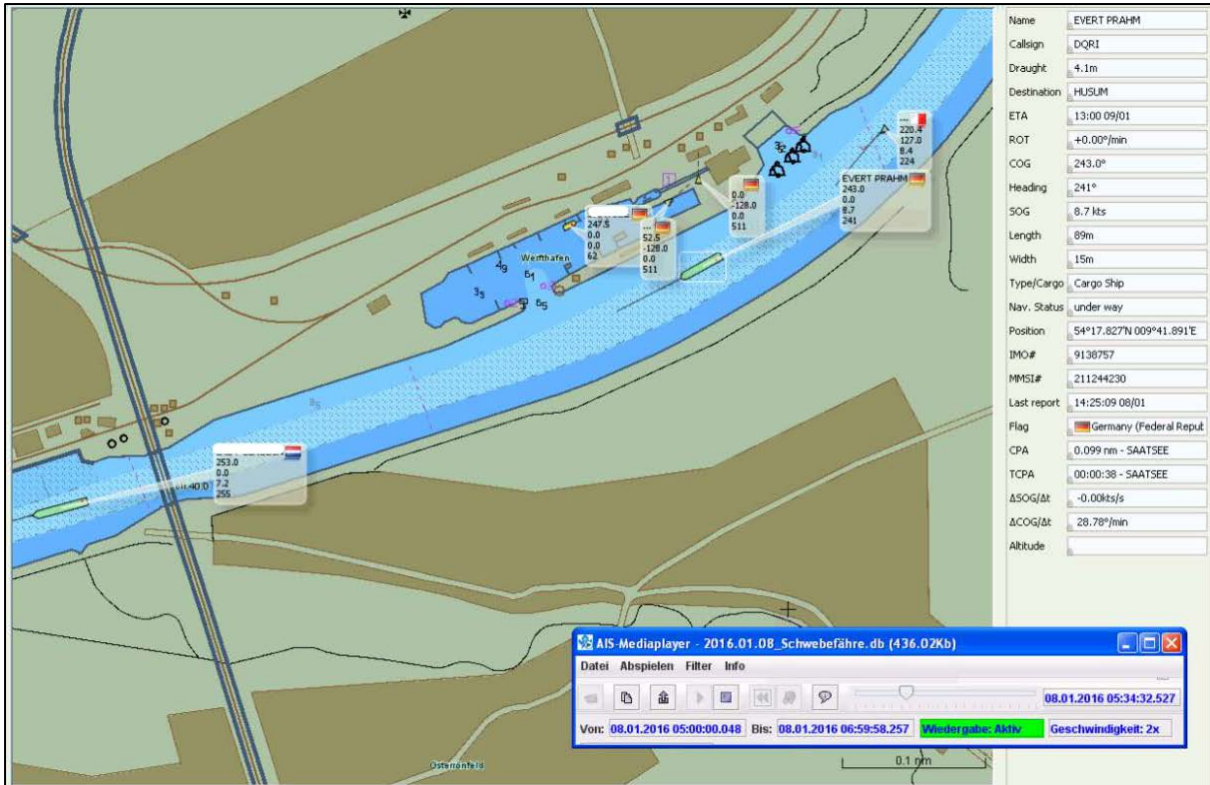 Name EVERT PRAHM
Callsign DQRI
Draught 4.1m
Destination HUSUM
ETA 13:00 09/01
ROT +0.00°/min
COG 243.0°
Heading 241°
SOG 8.7 kts
Length 89m
Width 15m
Type/Cargo Cargo Ship
Nav. Status under way
Position 54°17.827'N 009°41.891'E
IMO# 9138757
MMSI# 211244230
Last report 14:25:09 08/01
Flag Germany (Federal Republ
CPA 0.099 nm - SAATSEE
TCPA 00:00:38 - SAATSEE
ΔSOG/Δt -0.00kts/s
ΔCOG/Δt 28.78°/min
Altitude
---
220.4
127.0
8.4
224
EVERT PRAHM
243.0
0.0
8.7
241
0.0
-128.0
0.0
511
247.5
0.0
0.0
62
...
52.5
-128.0
0.0
511
Werfthafen
1
253.0
0.0
7.2
255
AIS-Mediaplayer - 2016.01.08_Schwebefähre.db (436.02Kb)
Datei Abspielen Filter Info
08.01.2016 05:34:32.527
Von: 08.01.2016 05:00:00.048 Bis: 08.01.2016 06:59:58.257 Wiedergabe: Aktiv Geschwindigkeit: 2x
Osterrönfeld
0.1 nm